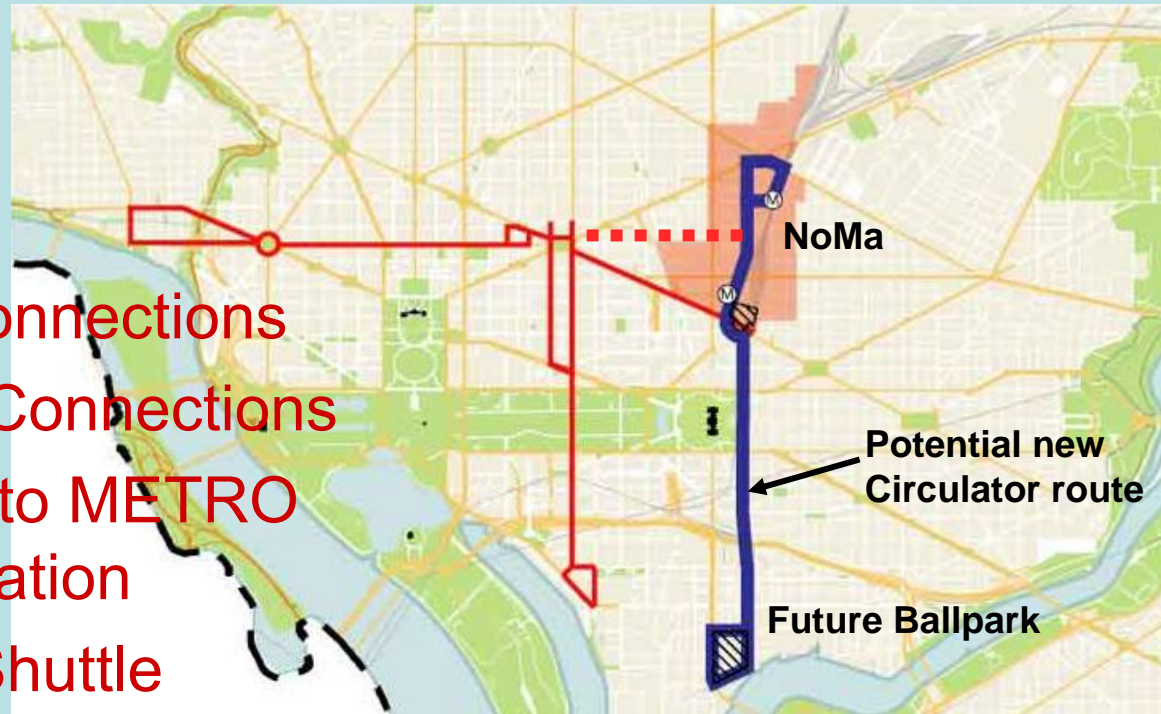 NoMa
onnections
Connections
to METRO
ation
Shuttle
Potential new
Circulator route
Future Ballpark
M
M